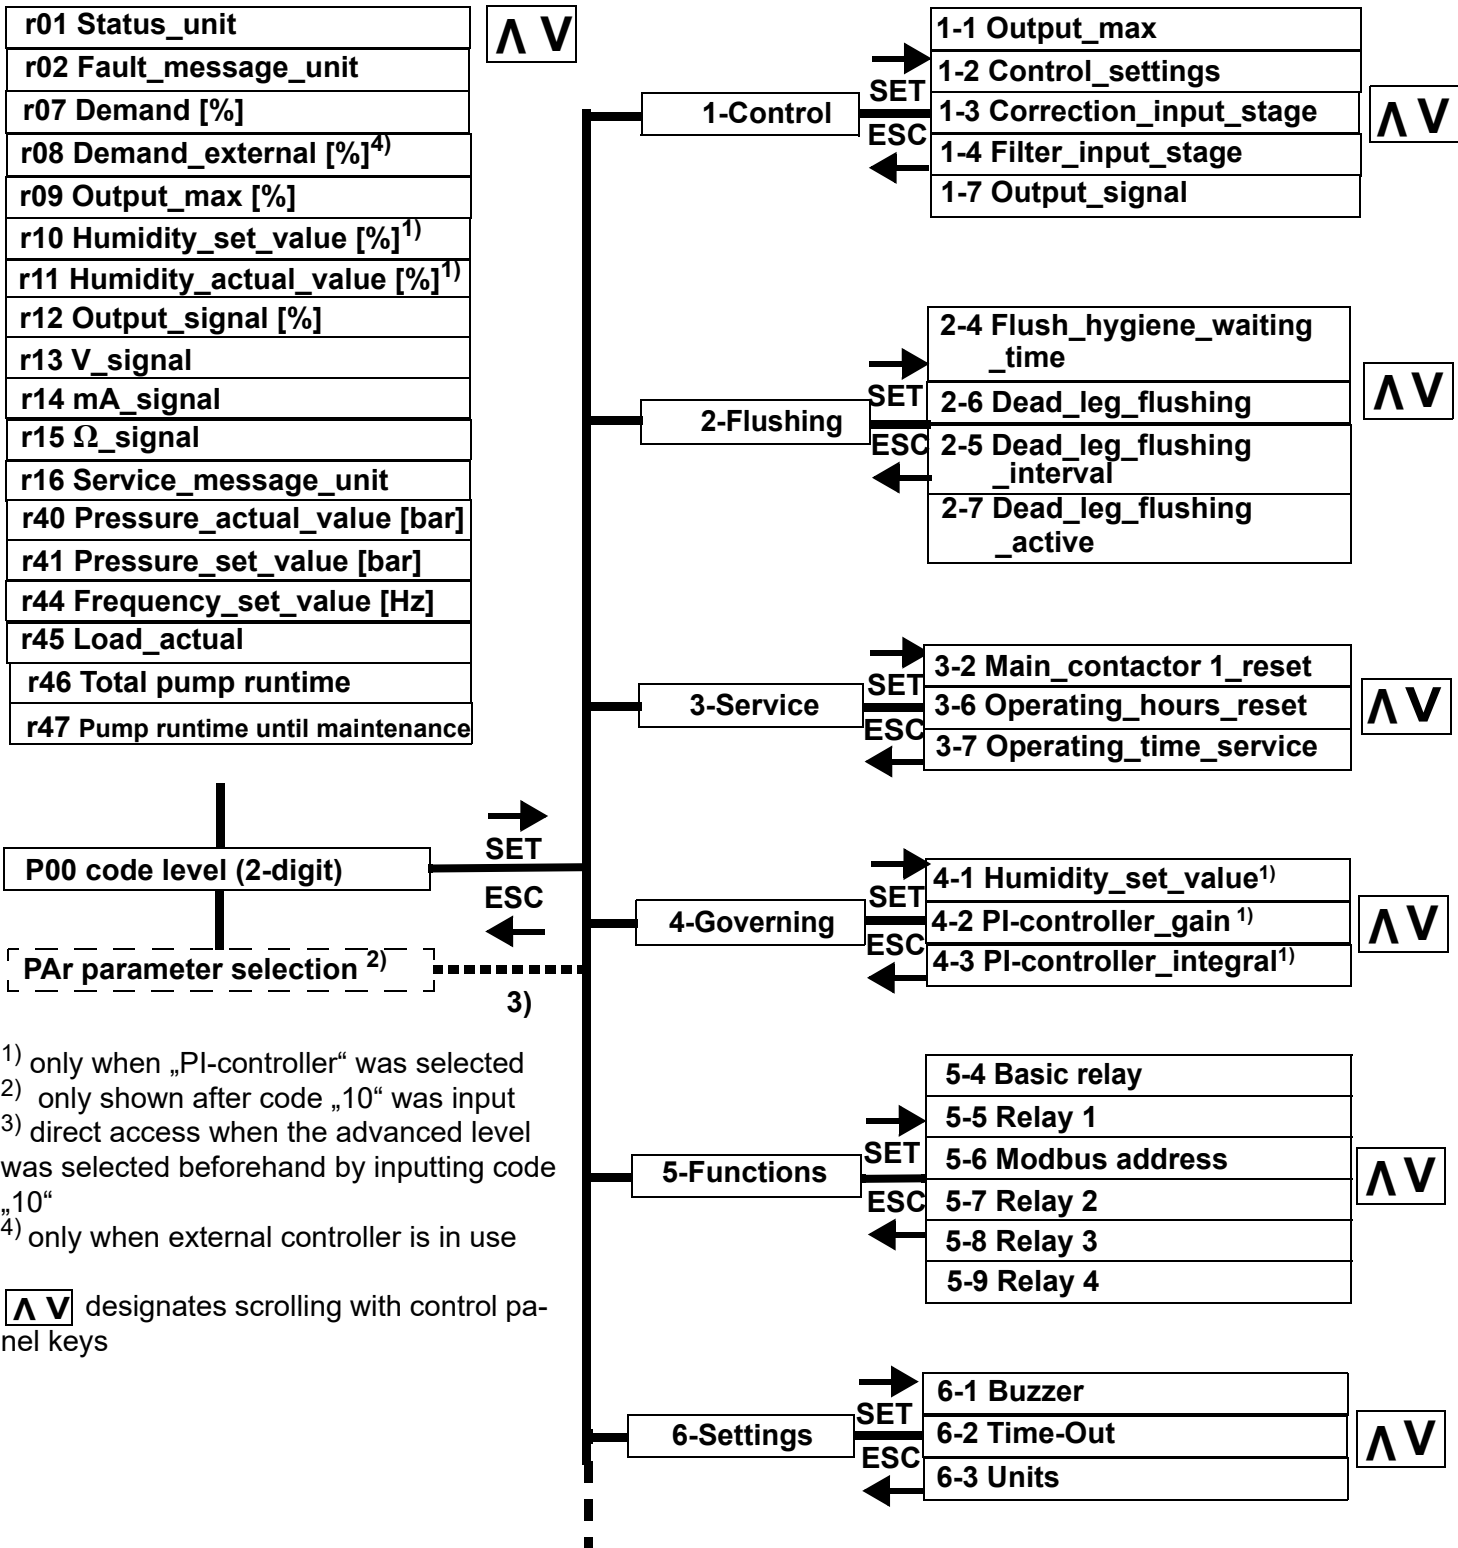 r01 Status_unit
r02 Fault_message_unit
r07 Demand [%]
r08 Demand_external [%]4)
r09 Output_max [%]
r10 Humidity_set_value [%]1)
r11 Humidity_actual_value [%]1)
r12 Output_signal [%]
r13 V_signal
r14 mA_signal
r15 Ω_signal
r16 Service_message_unit
r40 Pressure_actual_value [bar]
r41 Pressure_set_value [bar]
r44 Frequency_set_value [Hz]
r45 Load_actual
r46 Total pump runtime
r47 Pump runtime until maintenance
Λ V
P00 code level (2-digit)
SET
ESC
PAr parameter selection 2)
3)
1) only when „PI-controller“ was selected
2) only shown after code „10“ was input
3) direct access when the advanced level
was selected beforehand by inputting code
„10“
4) only when external controller is in use
Λ V designates scrolling with control pa-
nel keys
1-Control
SET
ESC
1-1 Output_max
1-2 Control_settings
1-3 Correction_input_stage
1-4 Filter_input_stage
1-7 Output_signal
Λ V
2-Flushing
SET
ESC
2-4 Flush_hygiene_waiting
_time
2-6 Dead_leg_flushing
2-5 Dead_leg_flushing
_interval
2-7 Dead_leg_flushing
_active
Λ V
3-Service
SET
ESC
3-2 Main_contactor 1_reset
3-6 Operating_hours_reset
3-7 Operating_time_service
Λ V
4-Governing
SET
ESC
4-1 Humidity_set_value1)
4-2 PI-controller_gain 1)
4-3 PI-controller_integral1)
Λ V
5-Functions
SET
ESC
5-4 Basic relay
5-5 Relay 1
5-6 Modbus address
5-7 Relay 2
5-8 Relay 3
5-9 Relay 4
Λ V
6-Settings
SET
ESC
6-1 Buzzer
6-2 Time-Out
6-3 Units
Λ V